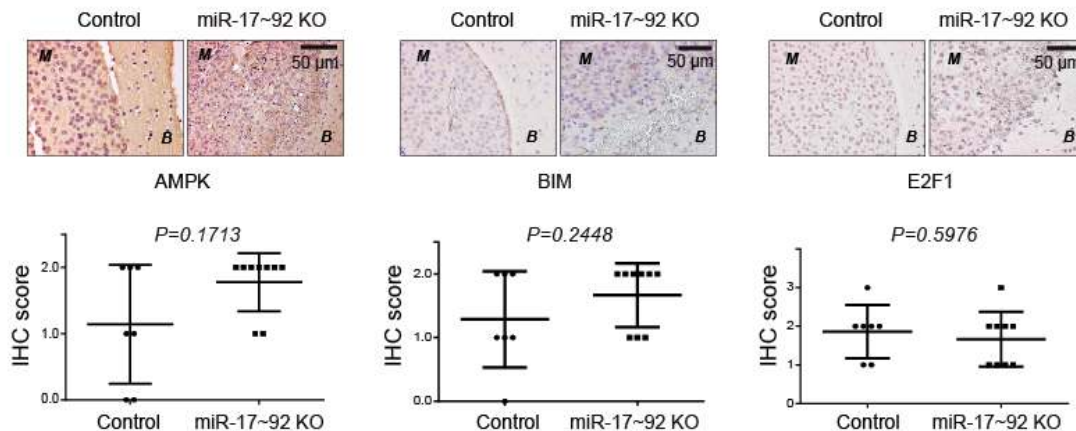 Control miR-17~92 KO
M 50 µm B
AMPK
P=0.1713
IHC score
2.0
1.0
0.0
Control miR-17~92 KO
Control miR-17~92 KO
M 50 µm B
BIM
P=0.2448
IHC score
2.0
1.0
0.0
Control miR-17~92 KO
Control miR-17~92 KO
M 50 µm B
E2F1
P=0.5976
IHC score
3
2
1
0
Control miR-17~92 KO